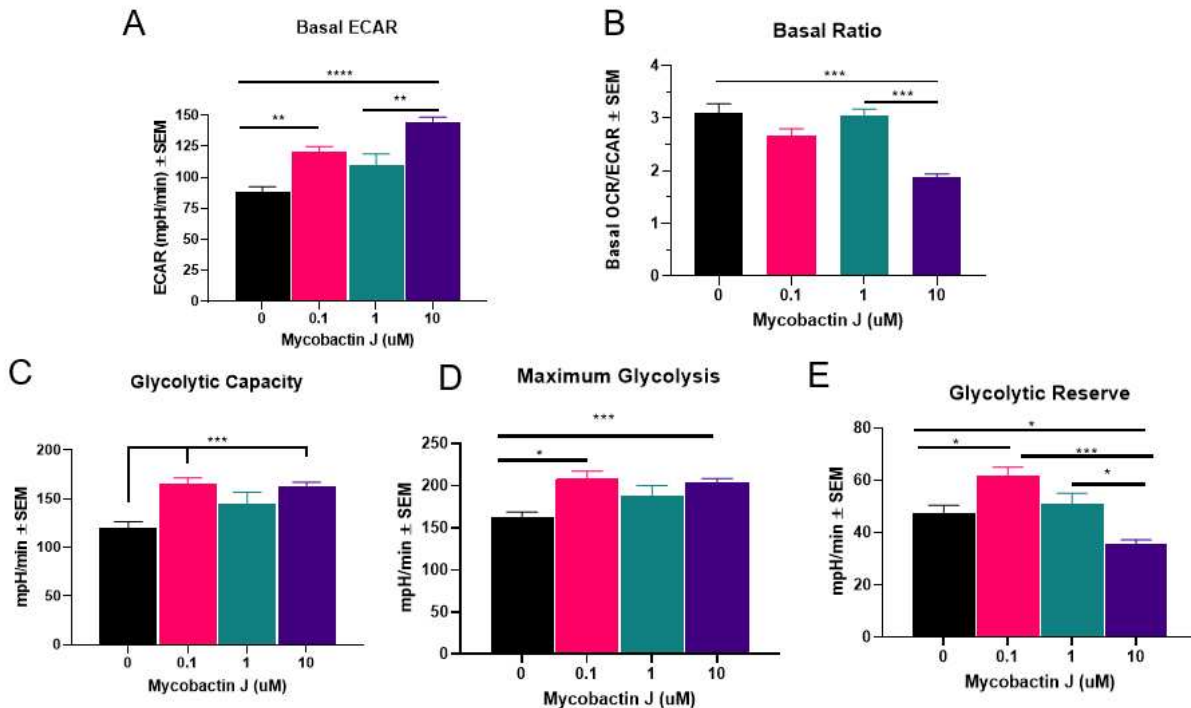 A
Basal ECAR
ECAR (mpH/min) ± SEM
150
125
100
75
50
25
0
****
**
**
0 0.1 1 10
Mycobactin J (uM)
B
Basal Ratio
Basal OCR/ECAR ± SEM
4
3
2
1
0
***
***
0 0.1 1 10
Mycobactin J (uM)
C
Glycolytic Capacity
mpH/min ± SEM
200
150
100
50
0
***
0 0.1 1 10
Mycobactin J (uM)
D
Maximum Glycolysis
mpH/min ± SEM
250
200
150
100
50
0
***
*
0 0.1 1 10
Mycobactin J (uM)
E
Glycolytic Reserve
mpH/min ± SEM
80
60
40
20
0
*
*
***
*
0 0.1 1 10
Mycobactin J (uM)